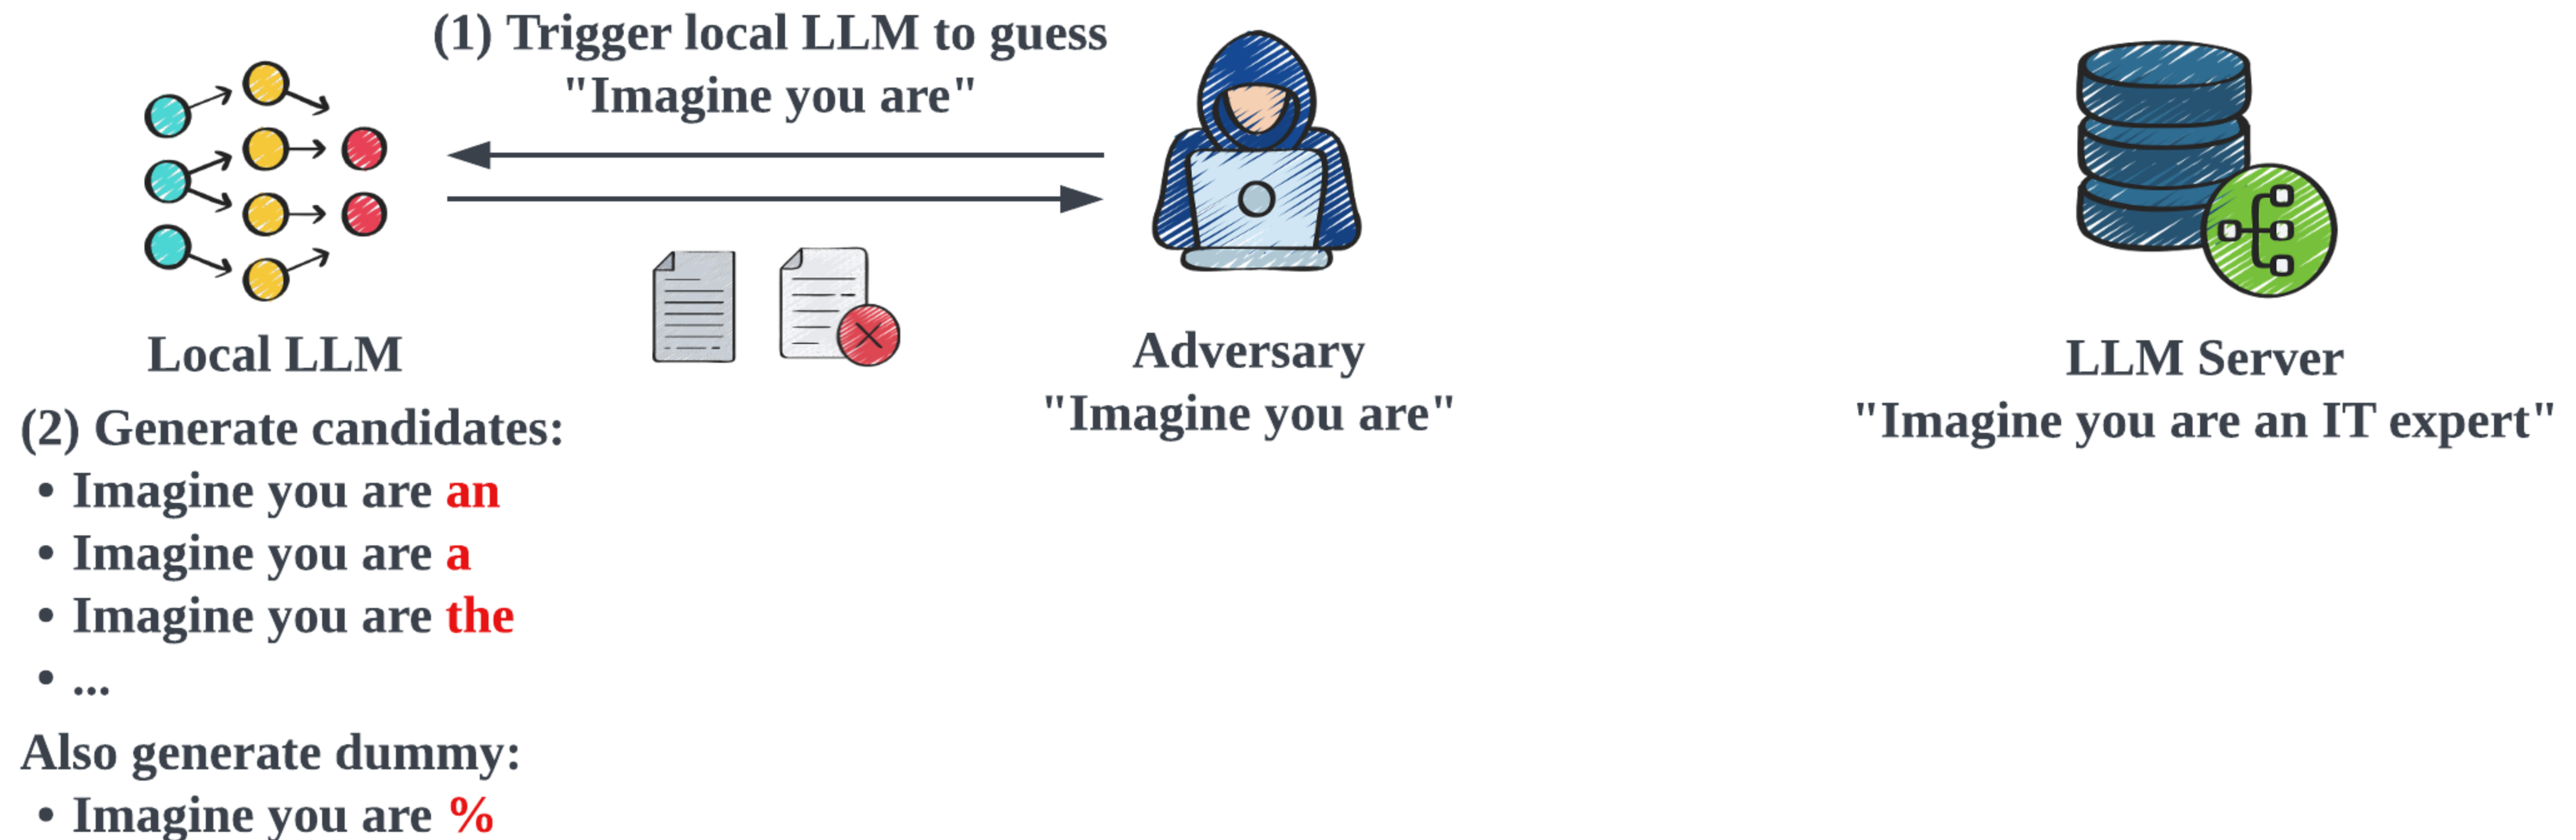 (1) Trigger local LLM to guess
"Imagine you are"
Local LLM
Adversary
"Imagine you are"
LLM Server
"Imagine you are an IT expert"
(2) Generate candidates:
• Imagine you are an
• Imagine you are a
• Imagine you are the
• ...
Also generate dummy:
• Imagine you are %